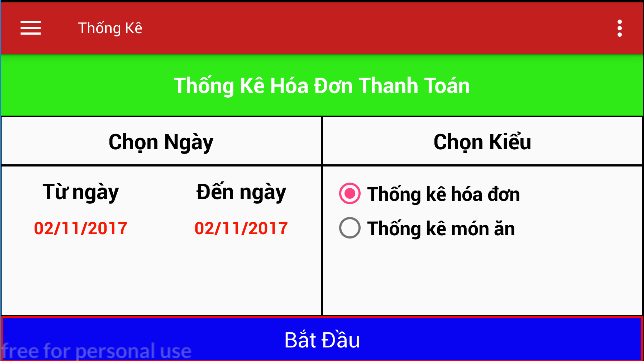 Thống Kê
Thống Kê Hóa Đơn Thanh Toán
Chọn Ngày
Chọn Kiểu
Từ ngày
Đến ngày
02/11/2017
02/11/2017
Thống kê hóa đơn
Thống kê món ăn
Bắt Đầu
free for personal use